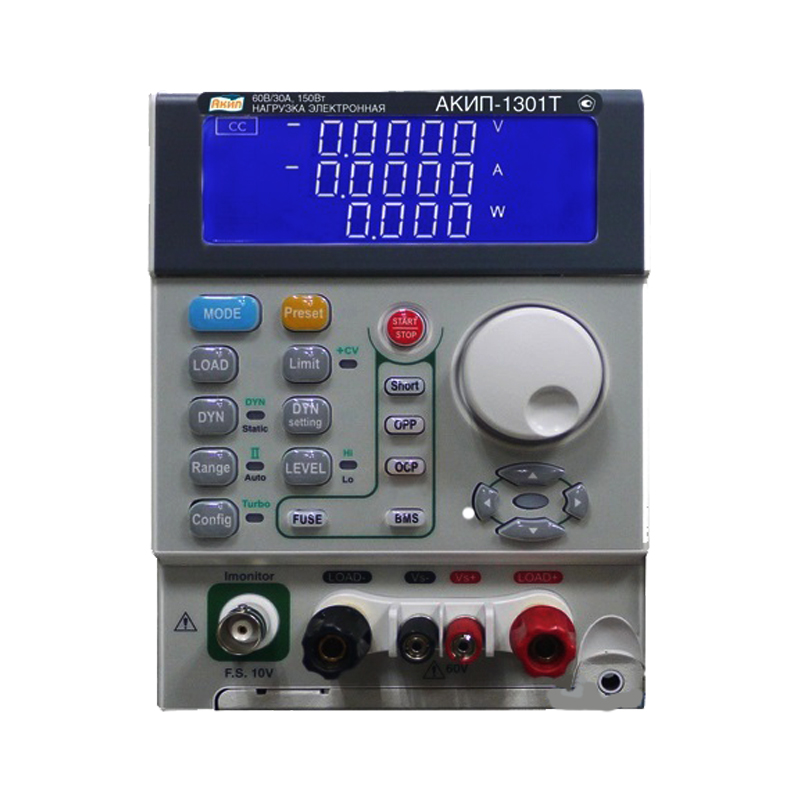 АКИП
60В/30А, 150Вт
НАГРУЗКА ЭЛЕКТРОННАЯ
АКИП-1301Т
CC
- 0.0000 V
- 0.0000 A
0.000 W
MODE
Preset
START
STOP
LOAD
Limit
+CV
Short
DYN
DYN
Static
DYN
setting
OPP
Range
II
Auto
LEVEL
Hi
Lo
OCP
Config
Turbo
FUSE
BMS
Imonitor
LOAD-
Vs-
Vs+
LOAD+
F.S. 10V
60V